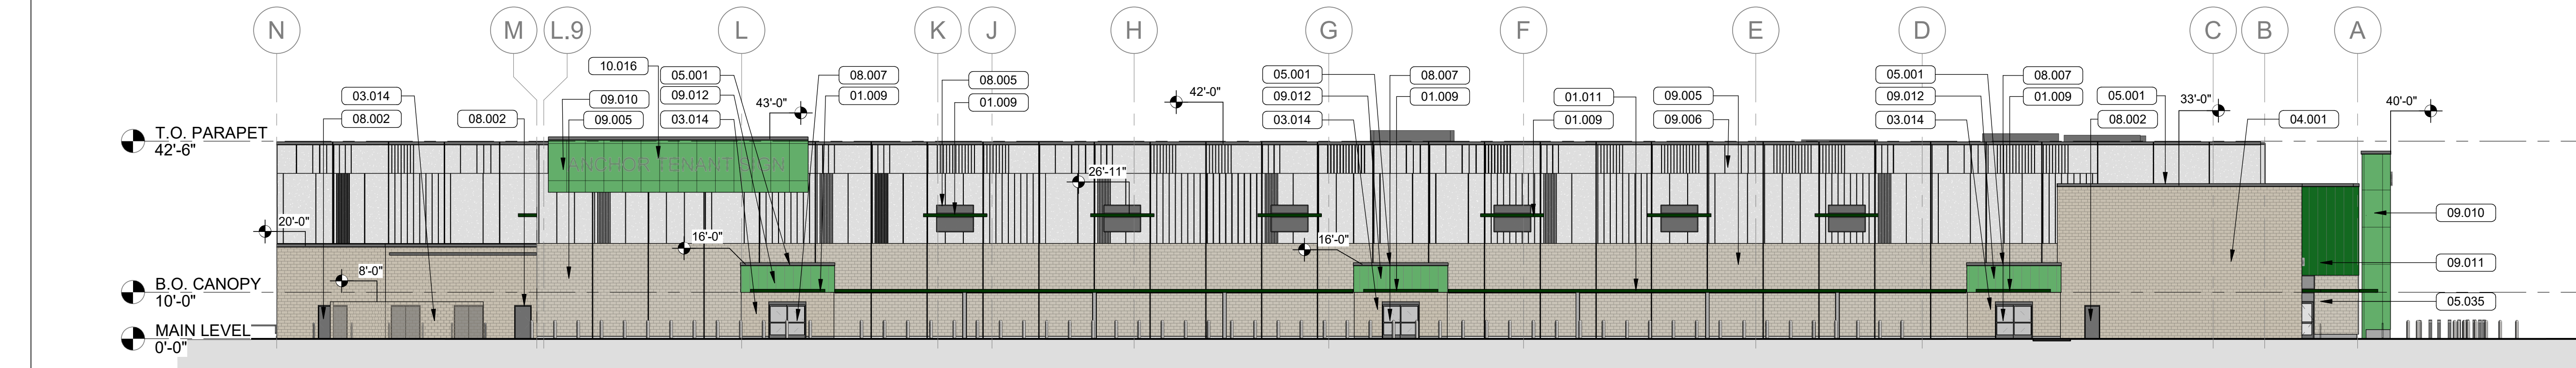 N M L.9 L K J H G F E D C B A
10.016
05.001 08.007 05.001 08.007 05.001 08.007
08.005
03.014 09.010 09.012 01.009 01.009 42'-0" 09.012 01.009 01.011 09.005 09.012 01.009 05.001 33'-0" 40'-0"
43'-0"
08.002 08.002 09.005 03.014 03.014 01.009 09.006 03.014 08.002 04.001
T.O. PARAPET
42'-6"
ANCHOR TENANT SIGN
26'-11"
20'-0" 09.010
16'-0" 16'-0"
8'-0" 09.011
B.O. CANOPY
10'-0"
05.035
MAIN LEVEL
0'-0"